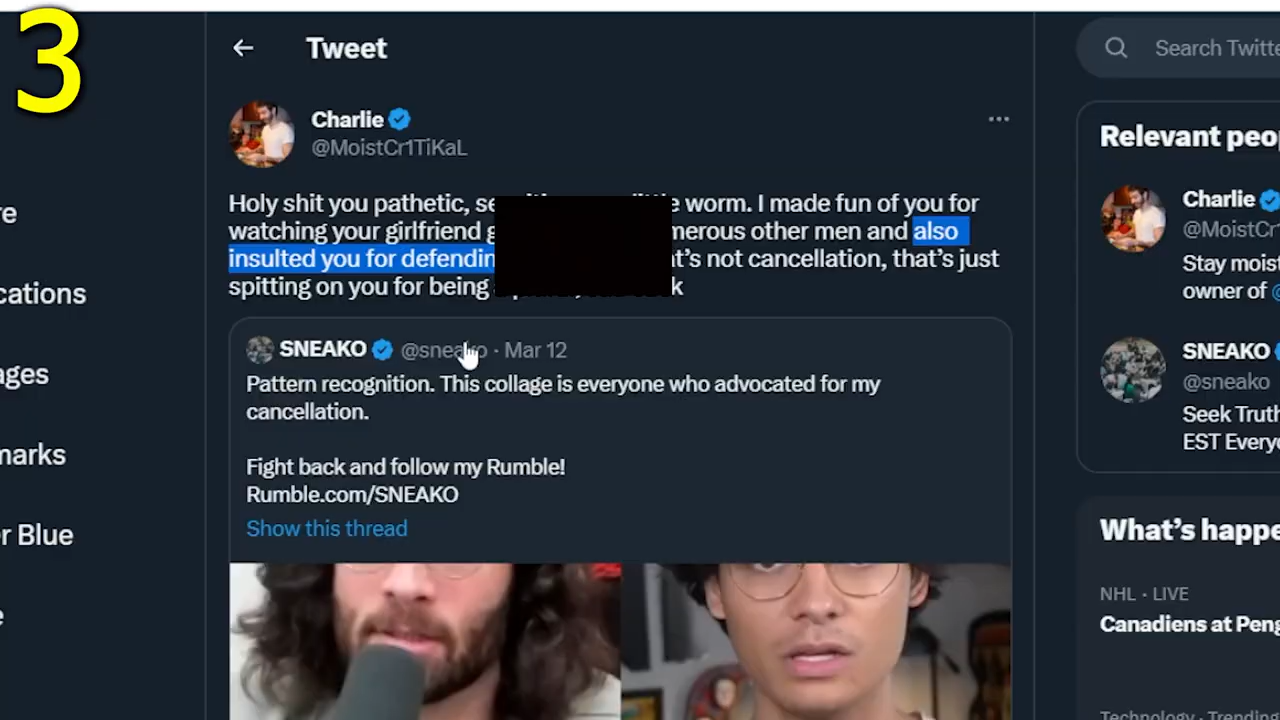 3
Tweet
Search Twitte
Charlie
@MoistCr1TiKaL
Holy shit you pathetic, se worm. I made fun of you for
watching your girlfriend g merous other men and also
insulted you for defendin t's not cancellation, that's just
spitting on you for being k
SNEAKO @sneako · Mar 12
Pattern recognition. This collage is everyone who advocated for my
cancellation.
Fight back and follow my Rumble!
Rumble.com/SNEAKO
Show this thread
re
cations
ages
marks
r Blue
e
Relevant peop
Charlie
@MoistCr1
Stay moist
owner of @
SNEAKO
@sneako
Seek Truth
EST Every
What's happe
NHL · LIVE
Canadiens at Peng
Technology · Trending